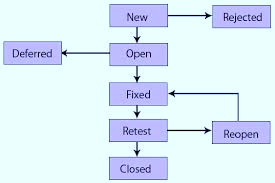 New
Rejected
Deferred
Open
Fixed
Retest
Reopen
Closed